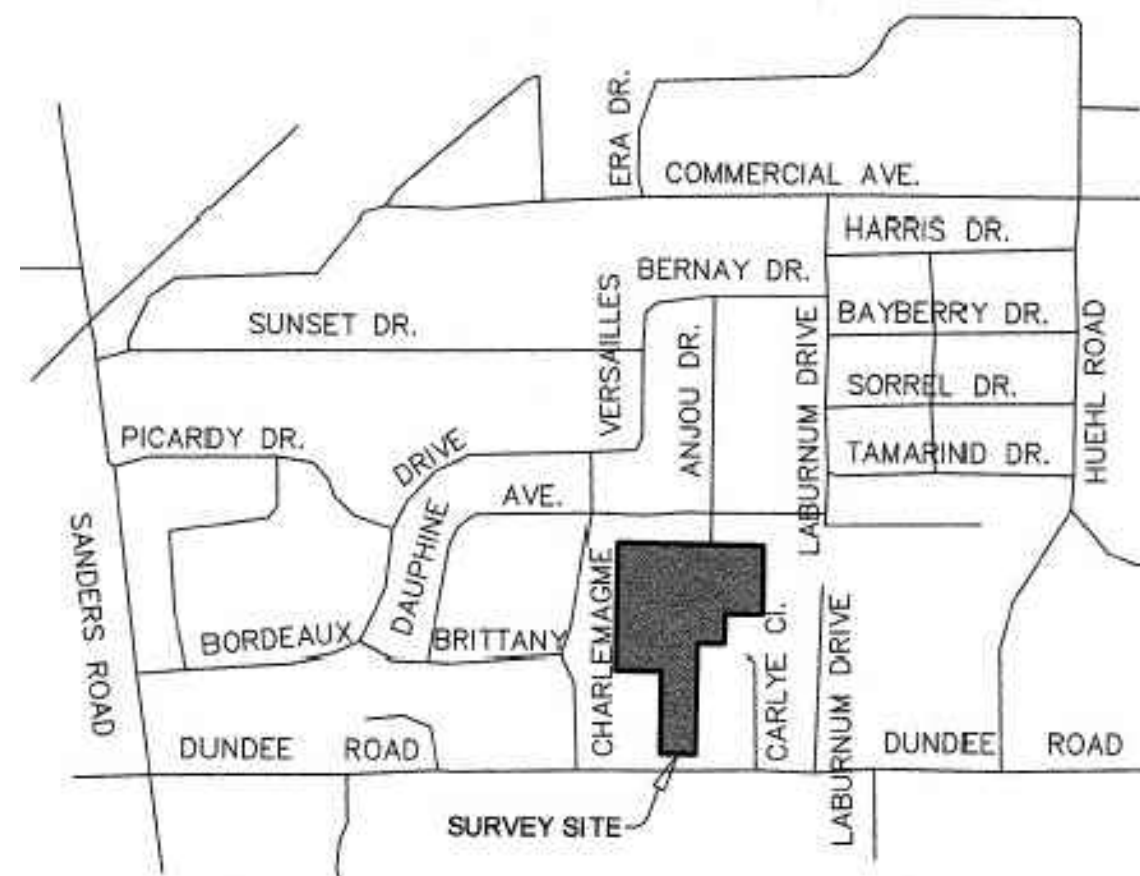 ERA DR.
COMMERCIAL AVE.
HARRIS DR.
BERNAY DR.
SUNSET DR.
VERSAILLES
BAYBERRY DR.
ANJOU DR.
LABURNUM DRIVE
SORREL DR.
HUEHL ROAD
PICARDY DR.
DRIVE
TAMARIND DR.
AVE.
SANDERS ROAD
DAUPHINE
CHARLEMAGNE
BORDEAUX
BRITTANY
CARLYE CI.
LABURNUM DRIVE
DUNDEE ROAD
DUNDEE ROAD
LABURNUM DRIVE
SURVEY SITE